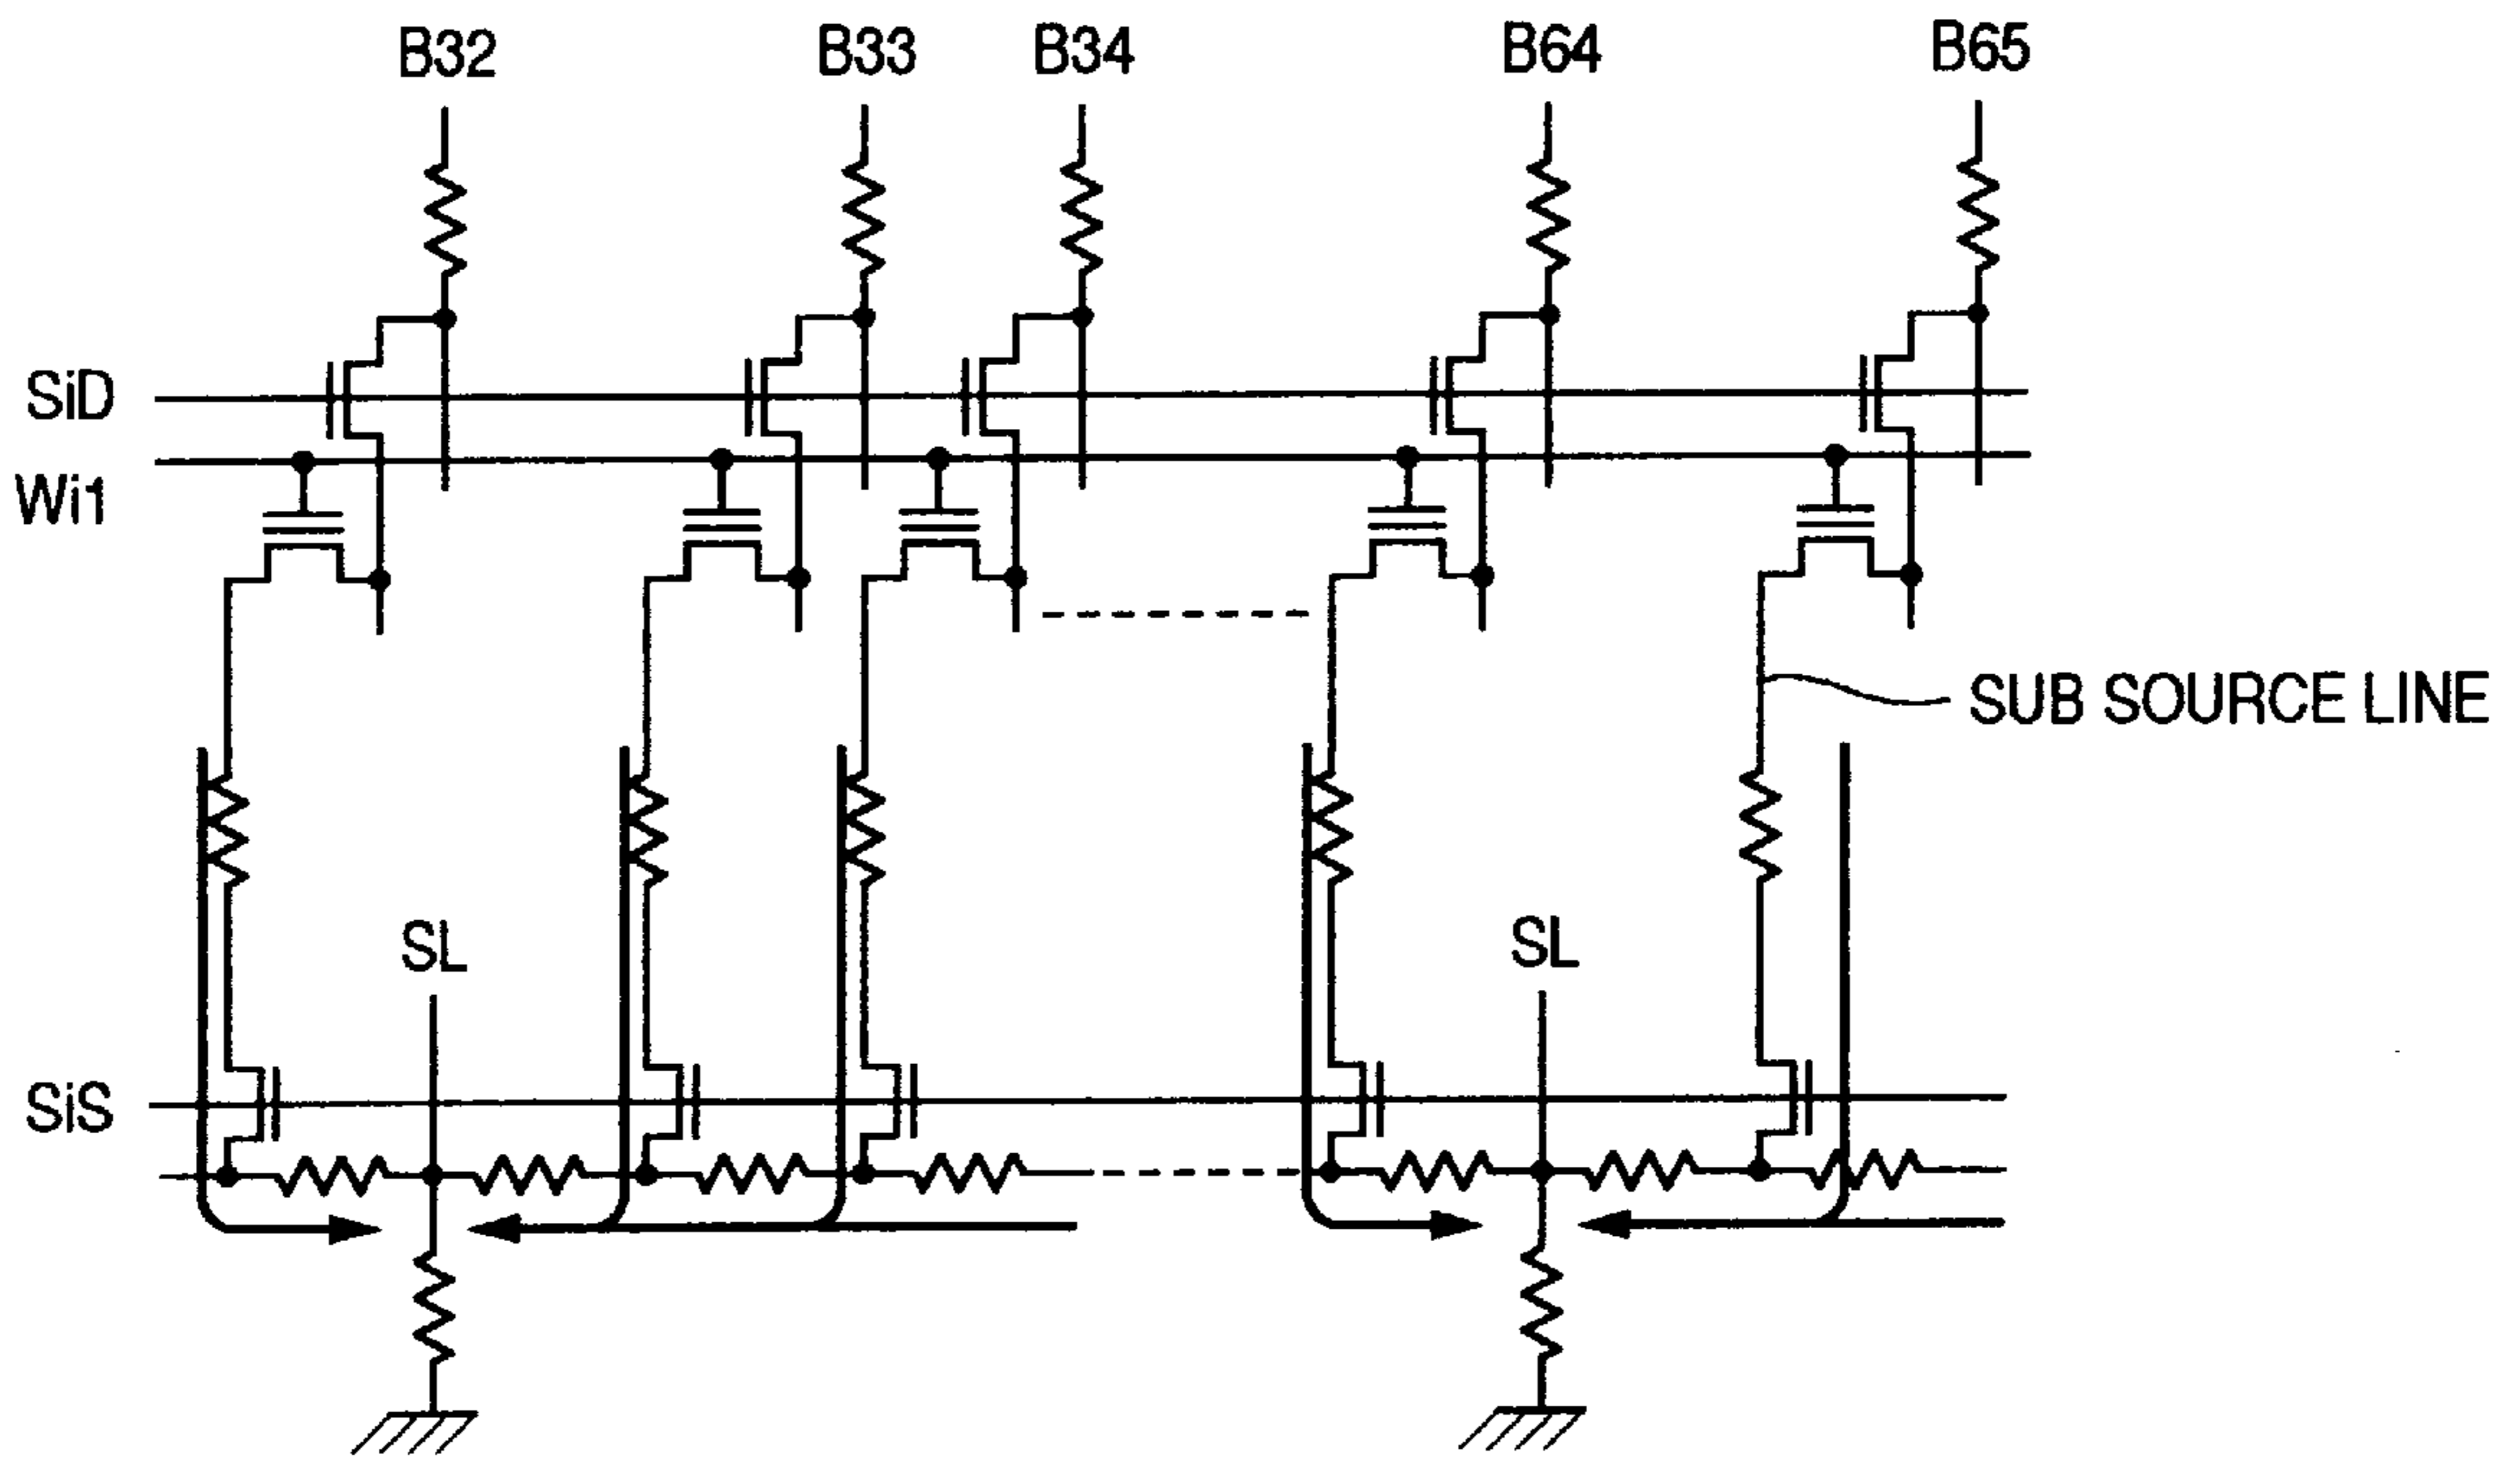 B32 B33 B34 B64 B65
SiD
Wi1
SUB SOURCE LINE
SL SL
SiS